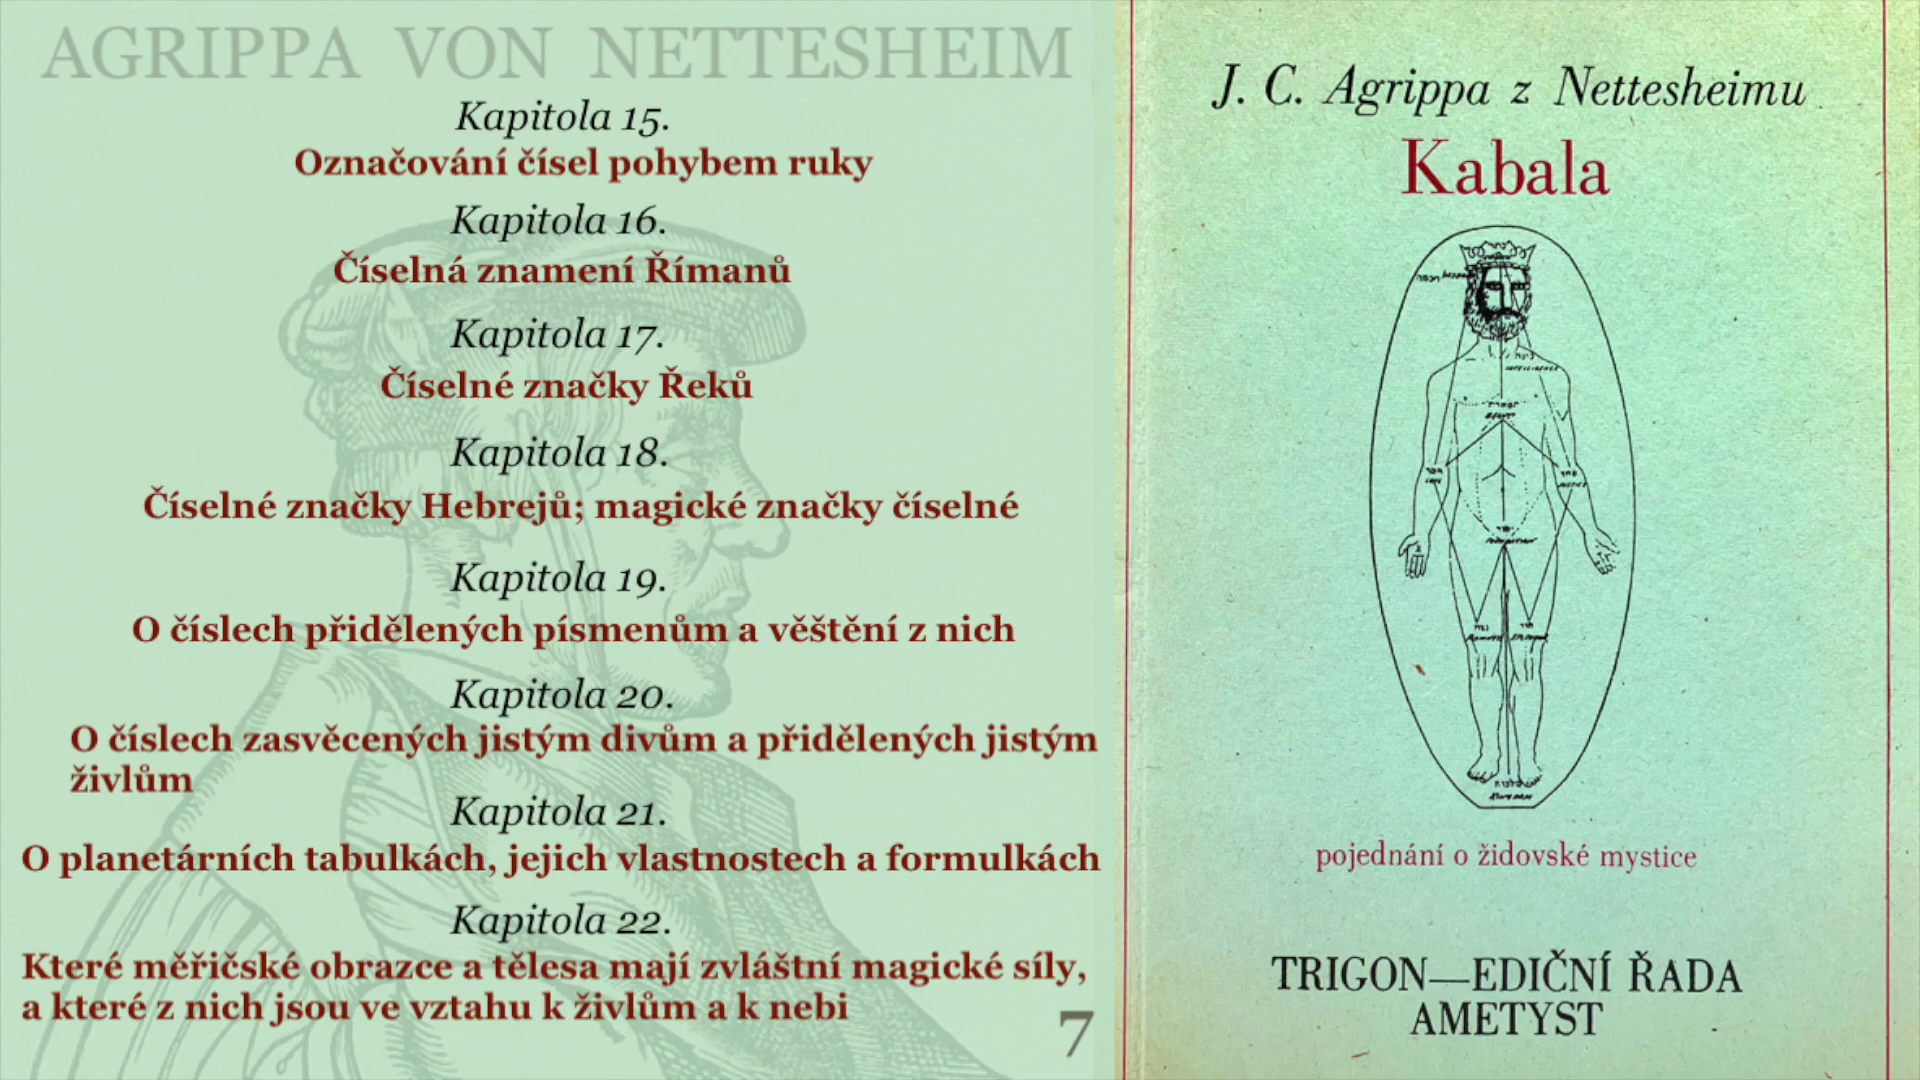 AGRIPPA VON NETTESHEIM
Kapitola 15.
Označování čísel pohybem ruky
Kapitola 16.
Číselná znamení Římanů
Kapitola 17.
Číselné značky Řeků
Kapitola 18.
Číselné značky Hebrejů; magické značky číselné
Kapitola 19.
O číslech přidělených písmenům a věštění z nich
Kapitola 20.
O číslech zasvěcených jistým divům a přidělených jistým
živlům
Kapitola 21.
O planetárních tabulkách, jejich vlastnostech a formulkách
Kapitola 22.
Které měřičské obrazce a tělesa mají zvláštní magické síly,
a které z nich jsou ve vztahu k živlům a k nebi
7
J. C. Agrippa z Nettesheimu
Kabala
pojednání o židovské mystice
TRIGON—EDIČNÍ ŘADA
AMETYST